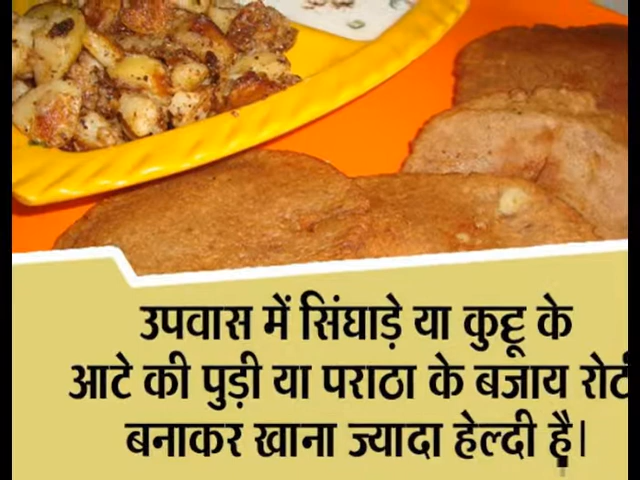 उपवास में सिंघाड़े या कुट्टू के
आटे की पुड़ी या पराठा के बजाय रोटी
बनाकर खाना ज्यादा हेल्दी है।